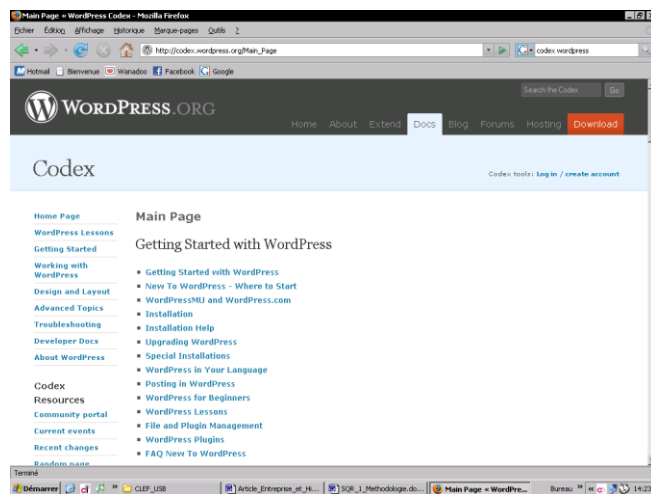 Main Page « WordPress Codex - Mozilla Firefox
Fichier Édition Affichage Historique Marque-pages Outils ?
http://codex.wordpress.org/Main_Page codex wordpress
Hotmail Bienvenue Wanadoo Facebook Google
Search the Codex Go
WORDPRESS.ORG
Home About Extend Docs Blog Forums Hosting Download
Codex
Codex tools: Log in / create account
Home Page
WordPress Lessons
Getting Started
Working with
WordPress
Design and Layout
Advanced Topics
Troubleshooting
Developer Docs
About WordPress
Codex
Resources
Community portal
Current events
Recent changes
Random page
Main Page
Getting Started with WordPress
Getting Started with WordPress
New To WordPress - Where to Start
WordPressMU and WordPress.com
Installation
Installation Help
Upgrading WordPress
Special Installations
WordPress in Your Language
Posting in WordPress
WordPress for Beginners
WordPress Lessons
File and Plugin Management
WordPress Plugins
FAQ New To WordPress
Terminé
Démarrer CLEF_USB Article_Entreprise_et_Hi... SQR_1_Methodologie.do... Main Page « WordPre... Bureau 14:23